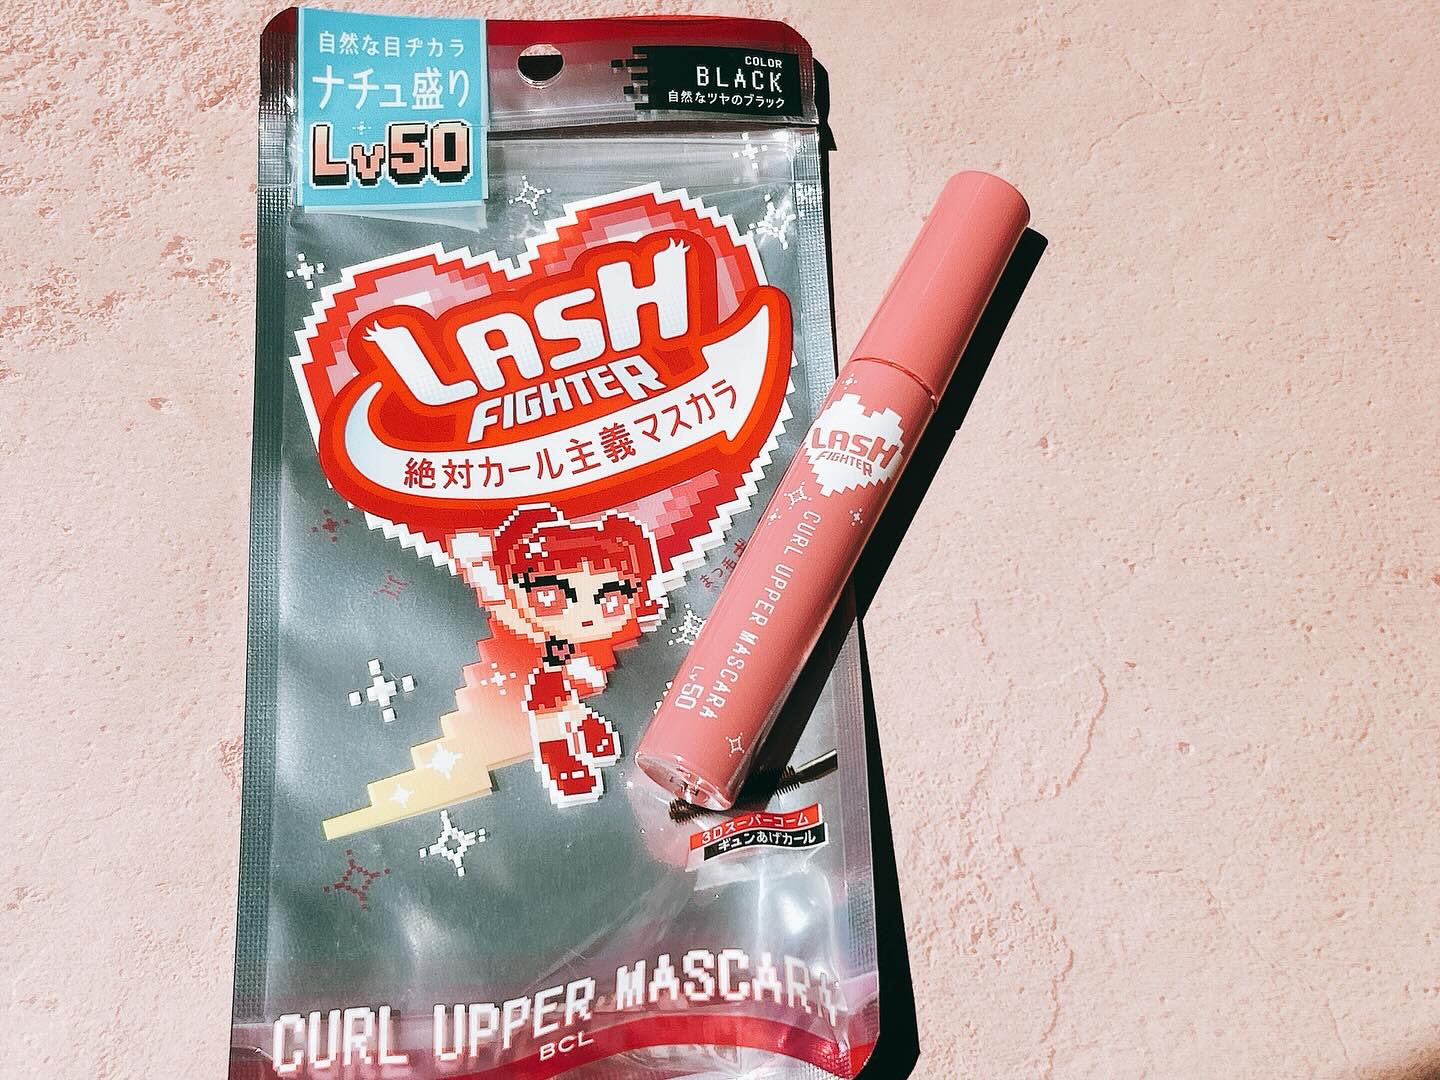 自然な目ヂカラ
ナチュ盛り
Lv50
COLOR
BLACK
自然なツヤのブラック
LASH
FIGHTER
絶対カール主義マスカラ
まつ毛
3Dスーパーコーム
ギュンあげカール
CURL UPPER MASCARA
BCL
LASH
FIGHTER
CURL UPPER MASCARA
Lv50